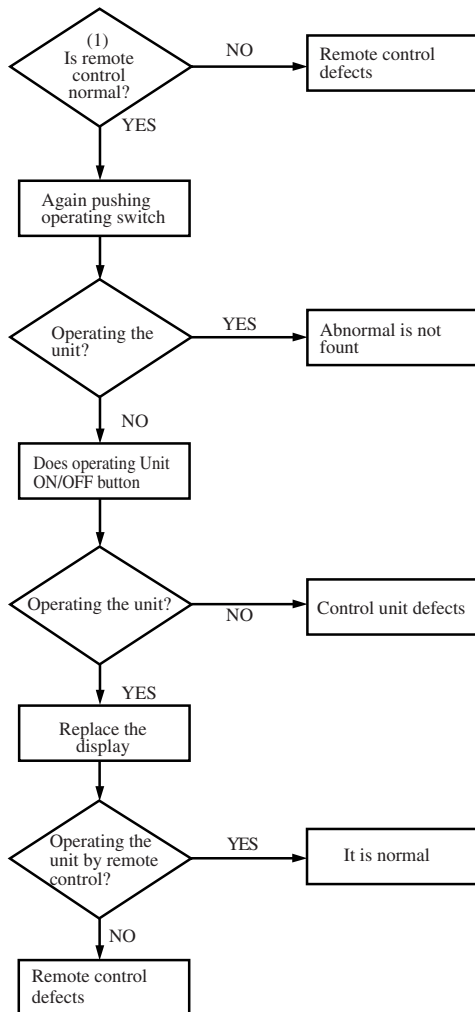 (1)
Is remote
control
normal?
NO
Remote control
defects
YES
Again pushing
operating switch
Operating the
unit?
YES
Abnormal is not
fount
NO
Does operating Unit
ON/OFF button
Operating the unit?
NO
Control unit defects
YES
Replace the
display
Operating the
unit by remote
control?
YES
It is normal
NO
Remote control
defects